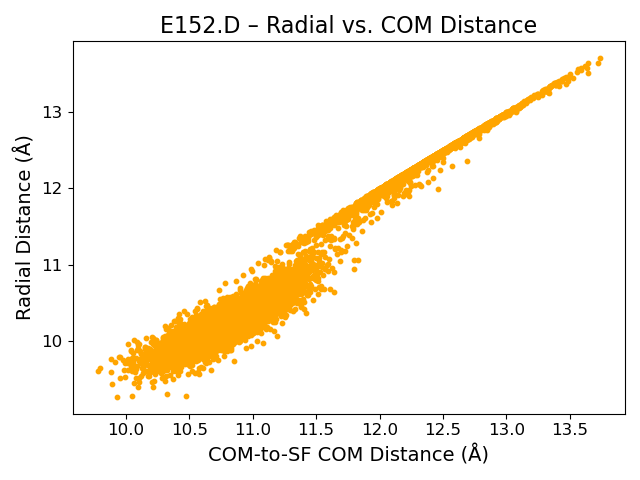 E152.D – Radial vs. COM Distance
Radial Distance (Å)
13
12
11
10
10.0 10.5 11.0 11.5 12.0 12.5 13.0 13.5
COM-to-SF COM Distance (Å)